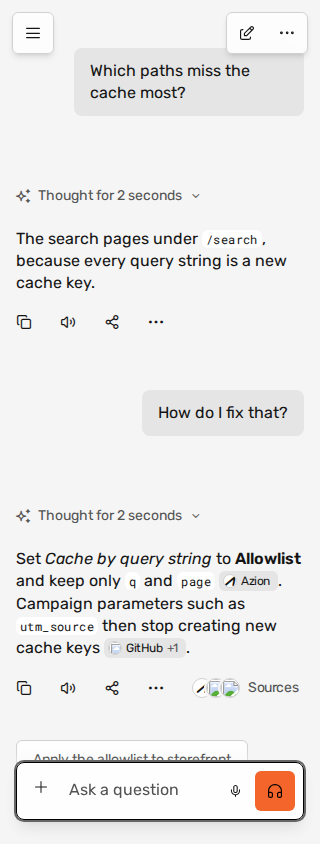 Which paths miss the
cache most?
Thought for 2 seconds
The search pages under /search,
because every query string is a new
cache key.
How do I fix that?
Thought for 2 seconds
Set Cache by query string to Allowlist
and keep only q and page Azion.
Campaign parameters such as
utm_source then stop creating new
cache keys GitHub +1.
Sources
Apply the allowlist to storefront
Ask a question